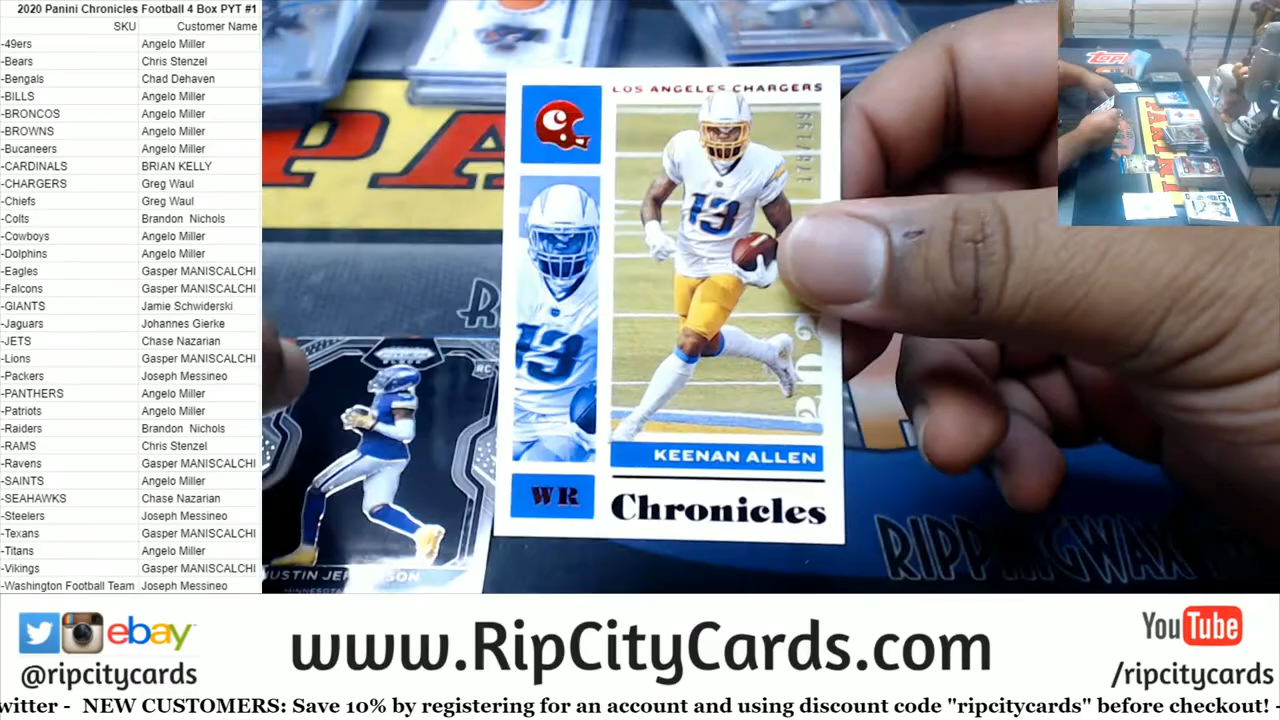 2020 Panini Chronicles Football 4 Box PYT #1
SKU Customer Name
-49ers Angelo Miller
-Bears Chris Stenzel
-Bengals Chad Dehaven
-BILLS Angelo Miller
-BRONCOS Angelo Miller
-BROWNS Angelo Miller
-Bucaneers Angelo Miller
-CARDINALS BRIAN KELLY
-CHARGERS Greg Waul
-Chiefs Greg Waul
-Colts Brandon Nichols
-Cowboys Angelo Miller
-Dolphins Angelo Miller
-Eagles Gasper MANISCALCHI
-Falcons Gasper MANISCALCHI
-GIANTS Jamie Schwiderski
-Jaguars Johannes Gierke
-JETS Chase Nazarian
-Lions Gasper MANISCALCHI
-Packers Joseph Messineo
-PANTHERS Angelo Miller
-Patriots Angelo Miller
-Raiders Brandon Nichols
-RAMS Chris Stenzel
-Ravens Gasper MANISCALCHI
-SAINTS Angelo Miller
-SEAHAWKS Chase Nazarian
-Steelers Joseph Messineo
-Texans Gasper MANISCALCHI
-Titans Angelo Miller
-Vikings Gasper MANISCALCHI
-Washington Football Team Joseph Messineo
LOS ANGELES CHARGERS
13
13
KEENAN ALLEN
WR
Chronicles
RC
Topps
ebay
@ripcitycards
www.RipCityCards.com
YouTube
/ripcitycards
witter - NEW CUSTOMERS: Save 10% by registering for an account and using discount code "ripcitycards" before checkout! -